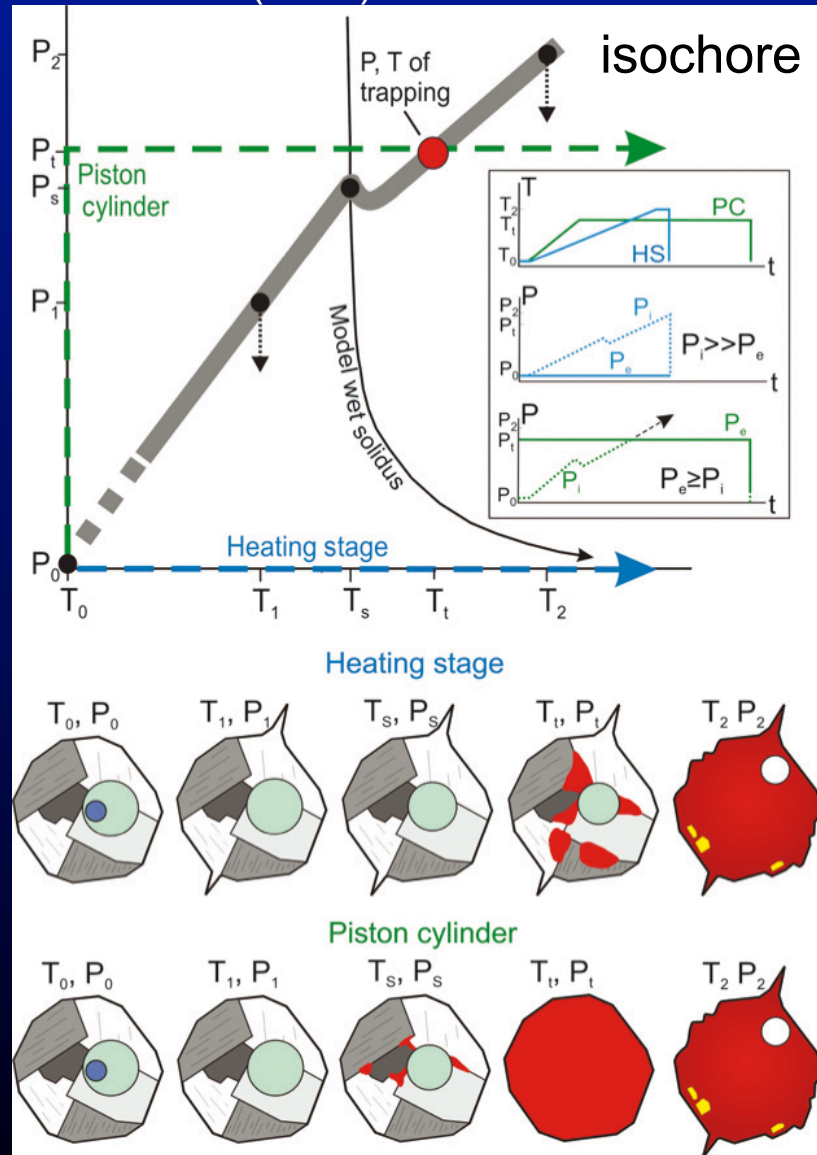 isochore
P₂
P, T of
trapping
Pₜ
Piston
cylinder
Pₛ
P₁
Model wet solidus
Heating stage
P₀
T₀ T₁ Tₛ Tₜ T₂
T
T₂
Tₜ
T₀
PC
HS
t
P
P₂
Pₜ
P₀
Pᵢ
Pₑ
Pᵢ>>Pₑ
t
P
P₂
Pₜ
P₀
Pₑ
Pᵢ
Pₑ≥Pᵢ
t
Heating stage
T₀, P₀ T₁, P₁ Tₛ, Pₛ Tₜ, Pₜ T₂ P₂
Piston cylinder
T₀, P₀ T₁, P₁ Tₛ, Pₛ Tₜ, Pₜ T₂ P₂